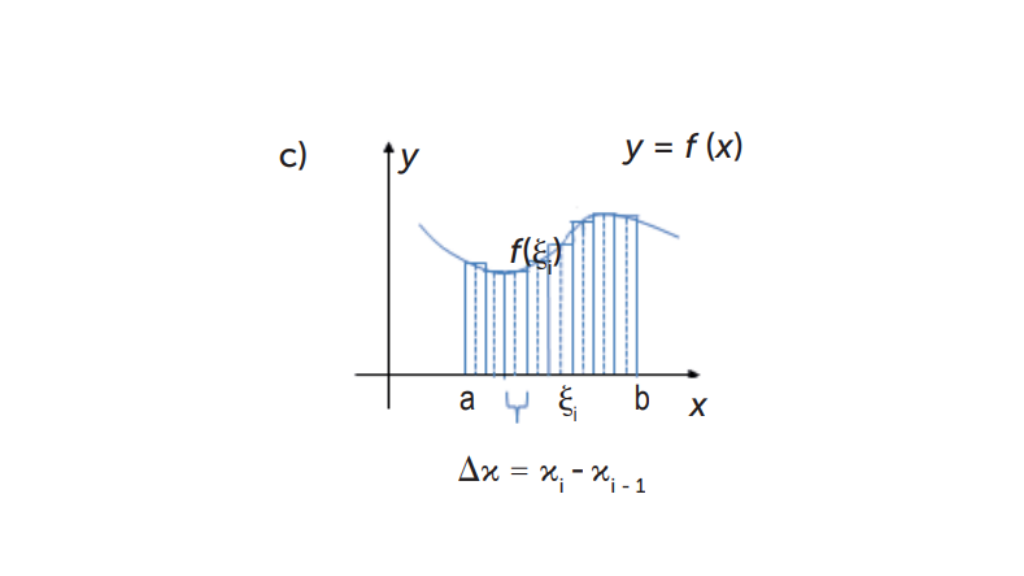 c)
y
y = f (x)
f(ξi)
a
ξi
b
x
Δx = xi - xi - 1